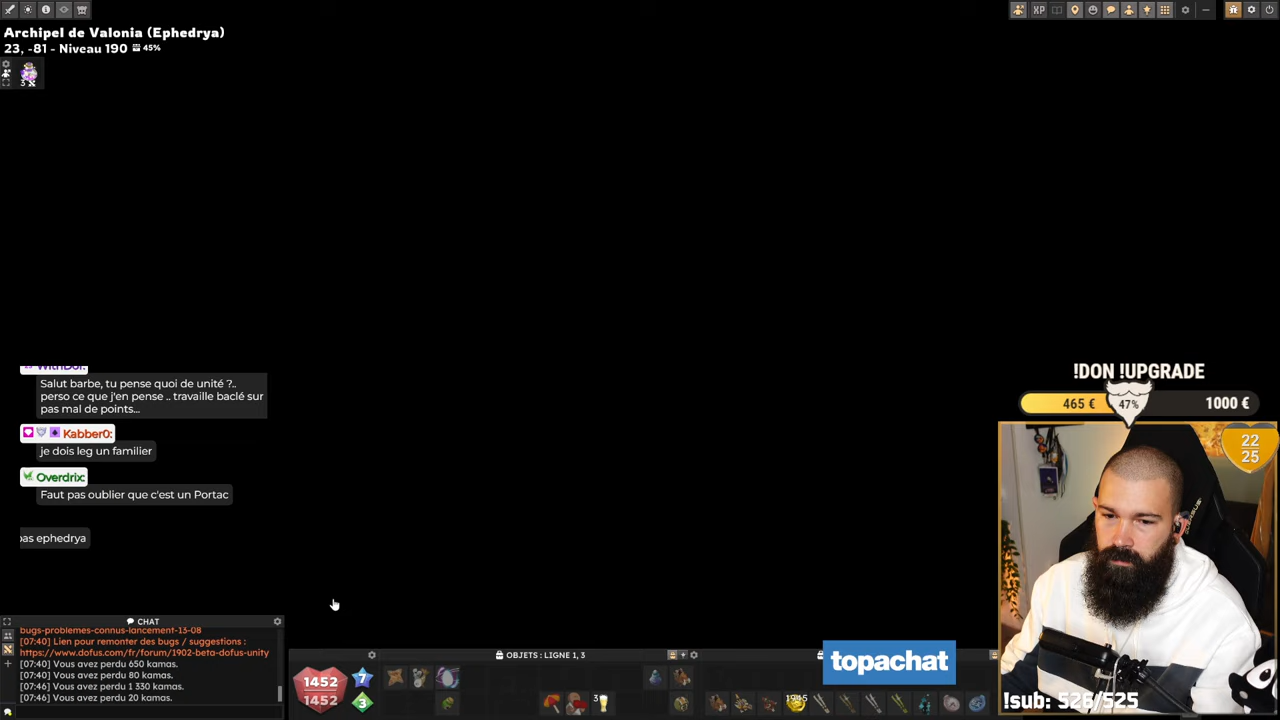 Archipel de Valonia (Ephedrya)
23, -81 - Niveau 190 45%
XP
3
WithDor:
Salut barbe, tu pense quoi de unité ?..
perso ce que j'en pense .. travaille baclé sur
pas mal de points...
Kabber0:
je dois leg un familier
Overdrix:
Faut pas oublier que c'est un Portac
pas ephedrya
CHAT
bugs-problemes-connus-lancement-13-08
[07:40] Lien pour remonter des bugs / suggestions :
https://www.dofus.com/fr/forum/1902-beta-dofus-unity
[07:40] Vous avez perdu 650 kamas.
[07:40] Vous avez perdu 80 kamas.
[07:46] Vous avez perdu 1 330 kamas.
[07:46] Vous avez perdu 20 kamas.
1452
1452
7
3
OBJETS : LIGNE 1, 3
topachat
!DON !UPGRADE
465 €
47%
1000 €
22
25
!sub: 526/525